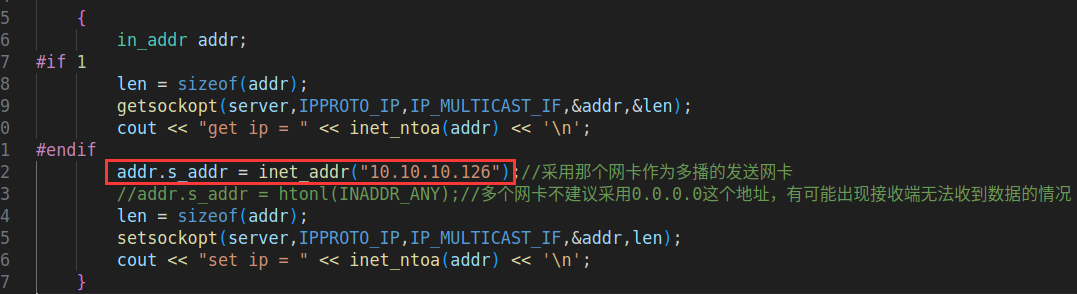 5 {
6 in_addr addr;
7 #if 1
8 len = sizeof(addr);
9 getsockopt(server,IPPROTO_IP,IP_MULTICAST_IF,&addr,&len);
0 cout << "get ip = " << inet_ntoa(addr) << '\n';
1 #endif
2 addr.s_addr = inet_addr("10.10.10.126");//采用那个网卡作为多播的发送网卡
3 //addr.s_addr = htonl(INADDR_ANY);//多个网卡不建议采用0.0.0.0这个地址，有可能出现接收端无法收到数据的情况
4 len = sizeof(addr);
5 setsockopt(server,IPPROTO_IP,IP_MULTICAST_IF,&addr,len);
6 cout << "set ip = " << inet_ntoa(addr) << '\n';
7 }